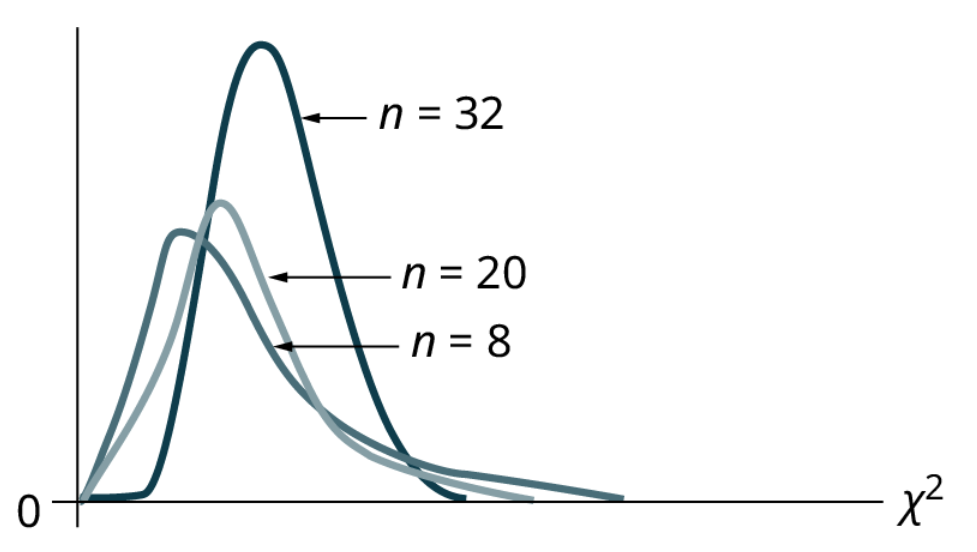 n = 32
n = 20
n = 8
0
χ²